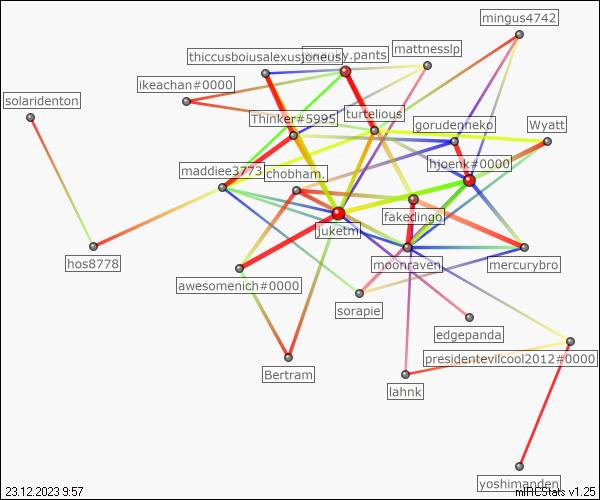 mingus4742
thiccusboiusalexusjoneus
y.pants
mattnesslp
ikeachan#0000
solaridenton
Thinker#5995
turtelious
gorudenneko
Wyatt
hjoenk#0000
maddiee3773
chobham.
fakedingo
juketm
hos8778
moonraven
mercurybro
awesomenich#0000
sorapie
edgepanda
presidentevilcool2012#0000
Bertram
lahnk
yoshimanden
23.12.2023 9:57
mIRCStats v1.25